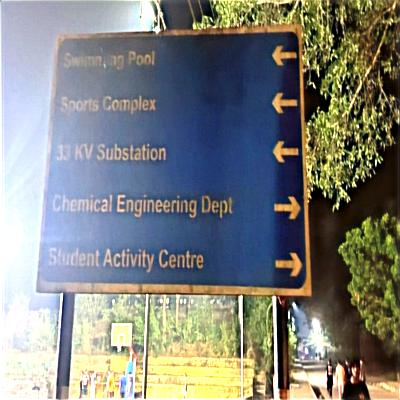 Swimming Pool
Sports Complex
33 KV Substation
Chemical Engineering Dept
Student Activity Centre